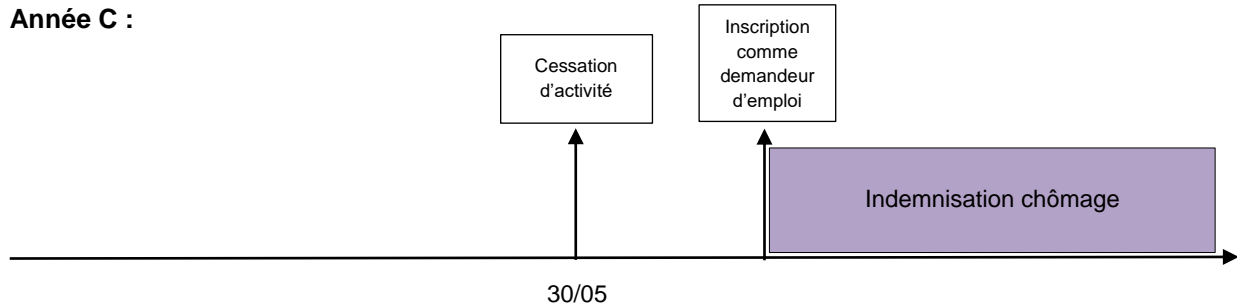 Année C :
Inscription
comme
demandeur
d’emploi
Cessation
d’activité
Indemnisation chômage
30/05